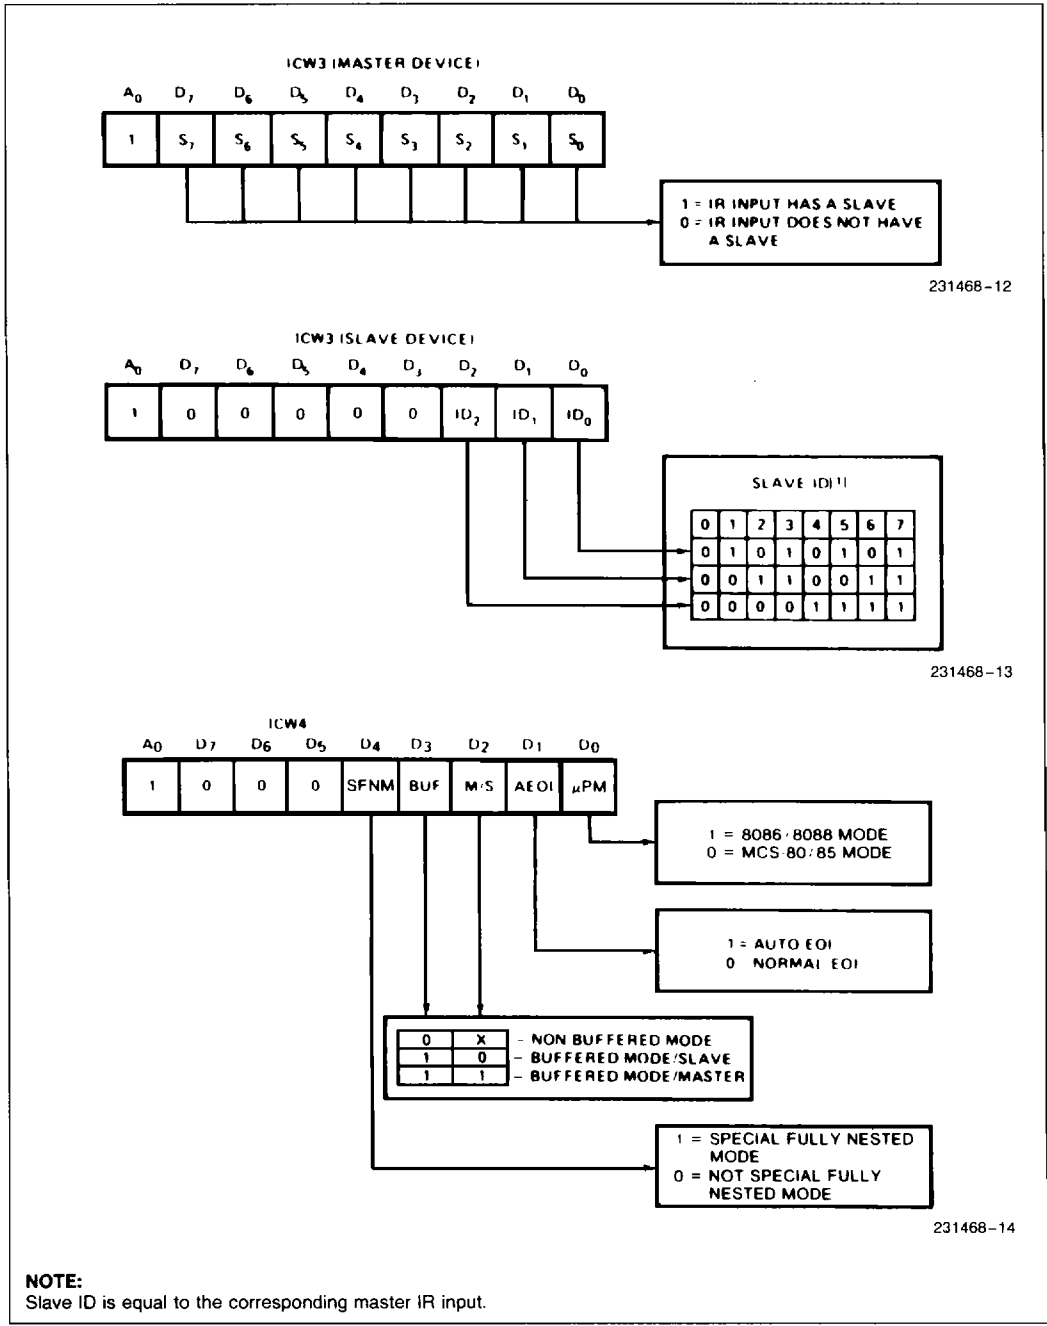 ICW3 (MASTER DEVICE)
A0 D7 D6 D5 D4 D3 D2 D1 D0
1 S7 S6 S5 S4 S3 S2 S1 S0
1 = IR INPUT HAS A SLAVE
0 = IR INPUT DOES NOT HAVE
A SLAVE
231468-12
ICW3 (SLAVE DEVICE)
A0 D7 D6 D5 D4 D3 D2 D1 D0
1 0 0 0 0 0 ID2 ID1 ID0
SLAVE ID(1)
0 1 2 3 4 5 6 7
0 1 0 1 0 1 0 1
0 0 1 1 0 0 1 1
0 0 0 0 1 1 1 1
231468-13
ICW4
A0 D7 D6 D5 D4 D3 D2 D1 D0
1 0 0 0 SFNM BUF M/S AEOI μPM
1 = 8086/8088 MODE
0 = MCS-80/85 MODE
1 = AUTO EOI
0 NORMAL EOI
0 X - NON BUFFERED MODE
1 0 - BUFFERED MODE/SLAVE
1 1 - BUFFERED MODE/MASTER
1 = SPECIAL FULLY NESTED
MODE
0 = NOT SPECIAL FULLY
NESTED MODE
231468-14
NOTE:
Slave ID is equal to the corresponding master IR input.